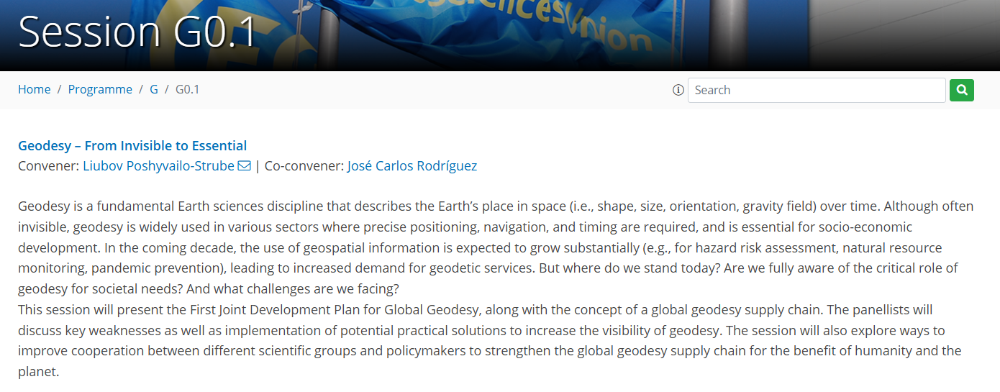 Session G0.1
Union
Home / Programme / G / G0.1
Search
Geodesy – From Invisible to Essential
Convener: Liubov Poshyvailo-Strube | Co-convener: José Carlos Rodríguez
Geodesy is a fundamental Earth sciences discipline that describes the Earth’s place in space (i.e., shape, size, orientation, gravity field) over time. Although often
invisible, geodesy is widely used in various sectors where precise positioning, navigation, and timing are required, and is essential for socio-economic
development. In the coming decade, the use of geospatial information is expected to grow substantially (e.g., for hazard risk assessment, natural resource
monitoring, pandemic prevention), leading to increased demand for geodetic services. But where do we stand today? Are we fully aware of the critical role of
geodesy for societal needs? And what challenges are we facing?
This session will present the First Joint Development Plan for Global Geodesy, along with the concept of a global geodesy supply chain. The panellists will
discuss key weaknesses as well as implementation of potential practical solutions to increase the visibility of geodesy. The session will also explore ways to
improve cooperation between different scientific groups and policymakers to strengthen the global geodesy supply chain for the benefit of humanity and the
planet.